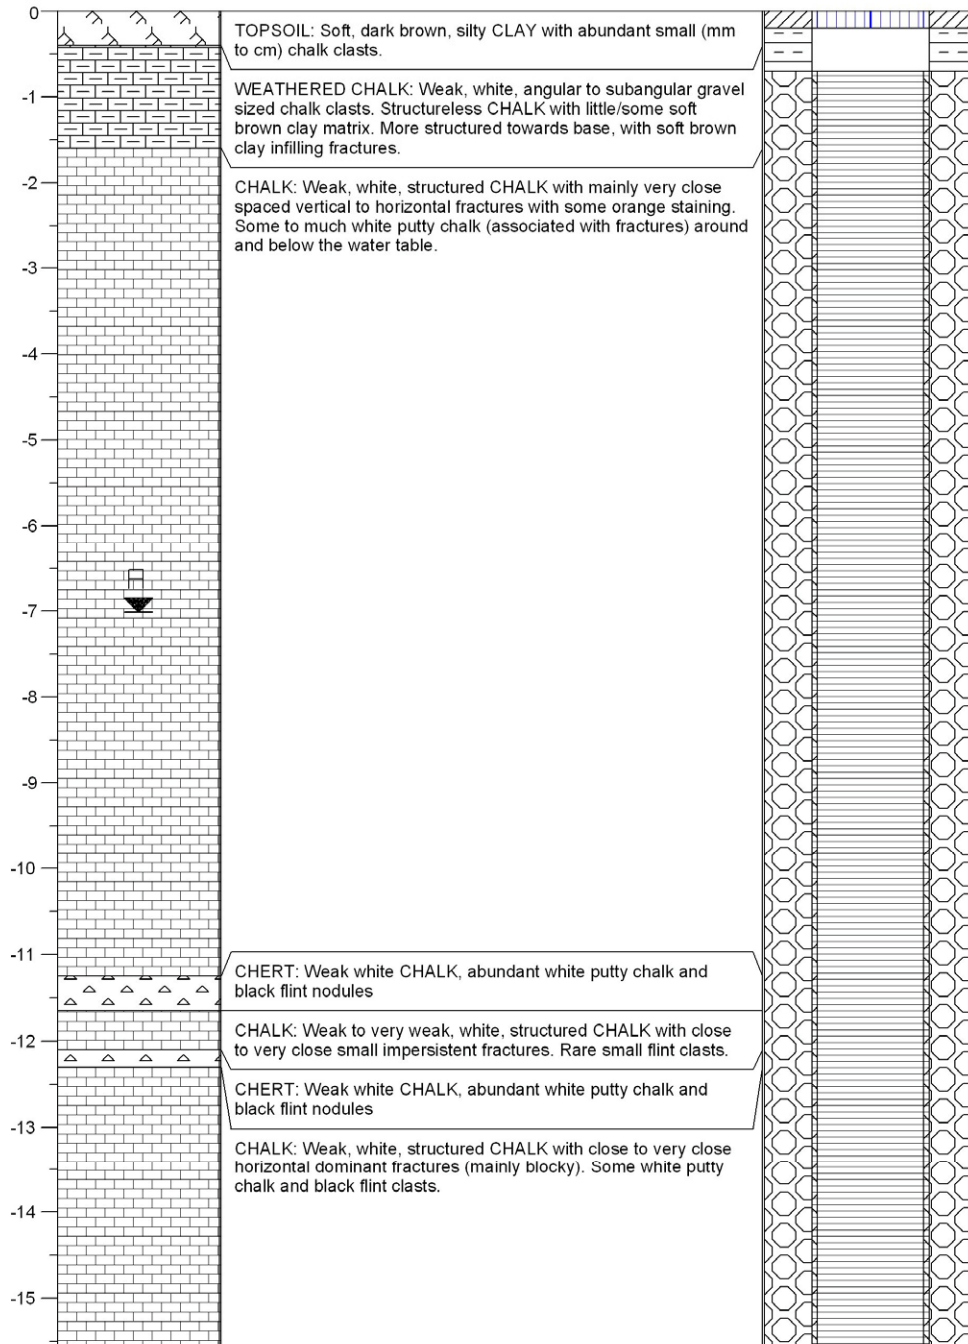 0
TOPSOIL: Soft, dark brown, silty CLAY with abundant small (mm
to cm) chalk clasts.
WEATHERED CHALK: Weak, white, angular to subangular gravel
sized chalk clasts. Structureless CHALK with little/some soft
brown clay matrix. More structured towards base, with soft brown
clay infilling fractures.
-1
CHALK: Weak, white, structured CHALK with mainly very close
spaced vertical to horizontal fractures with some orange staining.
Some to much white putty chalk (associated with fractures) around
and below the water table.
-2
-3
-4
-5
-6
-7
-8
-9
-10
-11
CHERT: Weak white CHALK, abundant white putty chalk and
black flint nodules
CHALK: Weak to very weak, white, structured CHALK with close
to very close small impersistent fractures. Rare small flint clasts.
-12
CHERT: Weak white CHALK, abundant white putty chalk and
black flint nodules
-13
CHALK: Weak, white, structured CHALK with close to very close
horizontal dominant fractures (mainly blocky). Some white putty
chalk and black flint clasts.
-14
-15